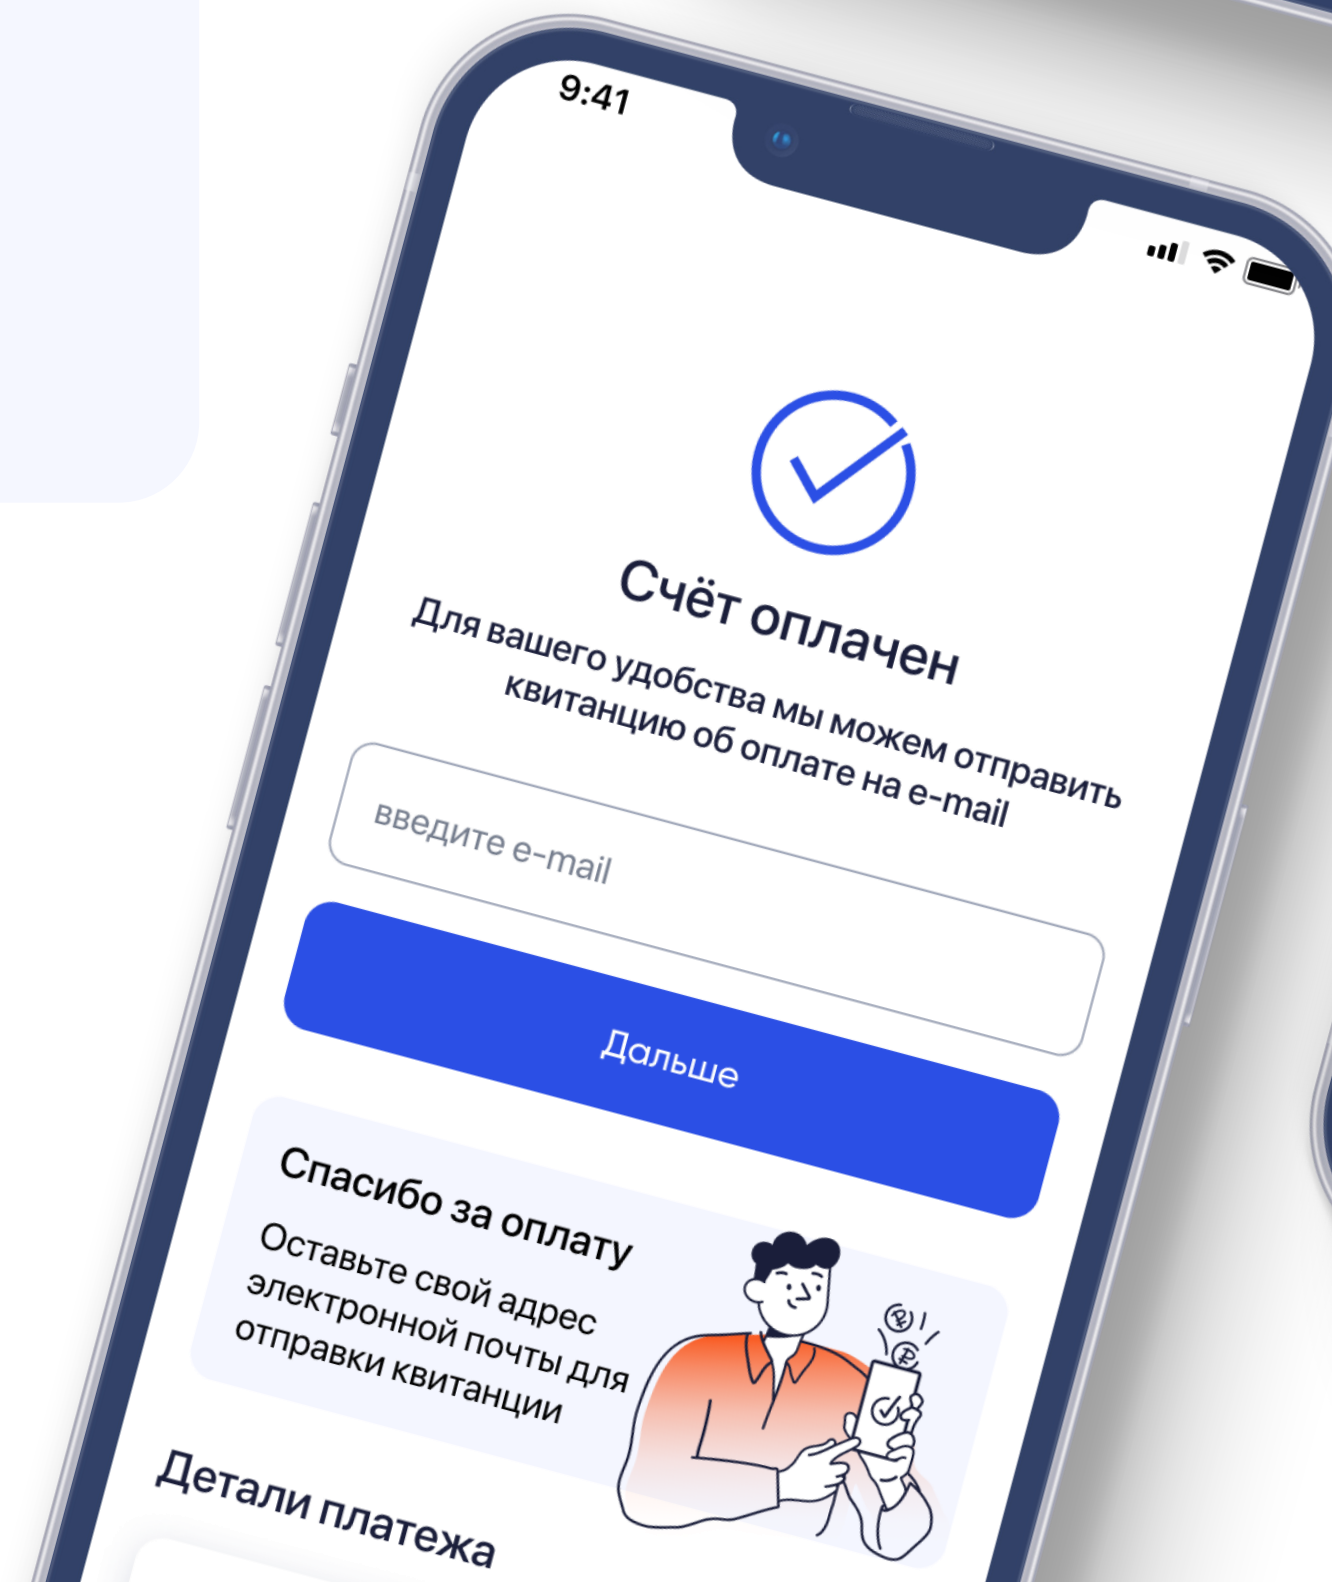 9:41
Счёт оплачен
Для вашего удобства мы можем отправить
квитанцию об оплате на e-mail
введите e-mail
Дальше
Спасибо за оплату
Оставьте свой адрес
электронной почты для
отправки квитанции
Детали платежа